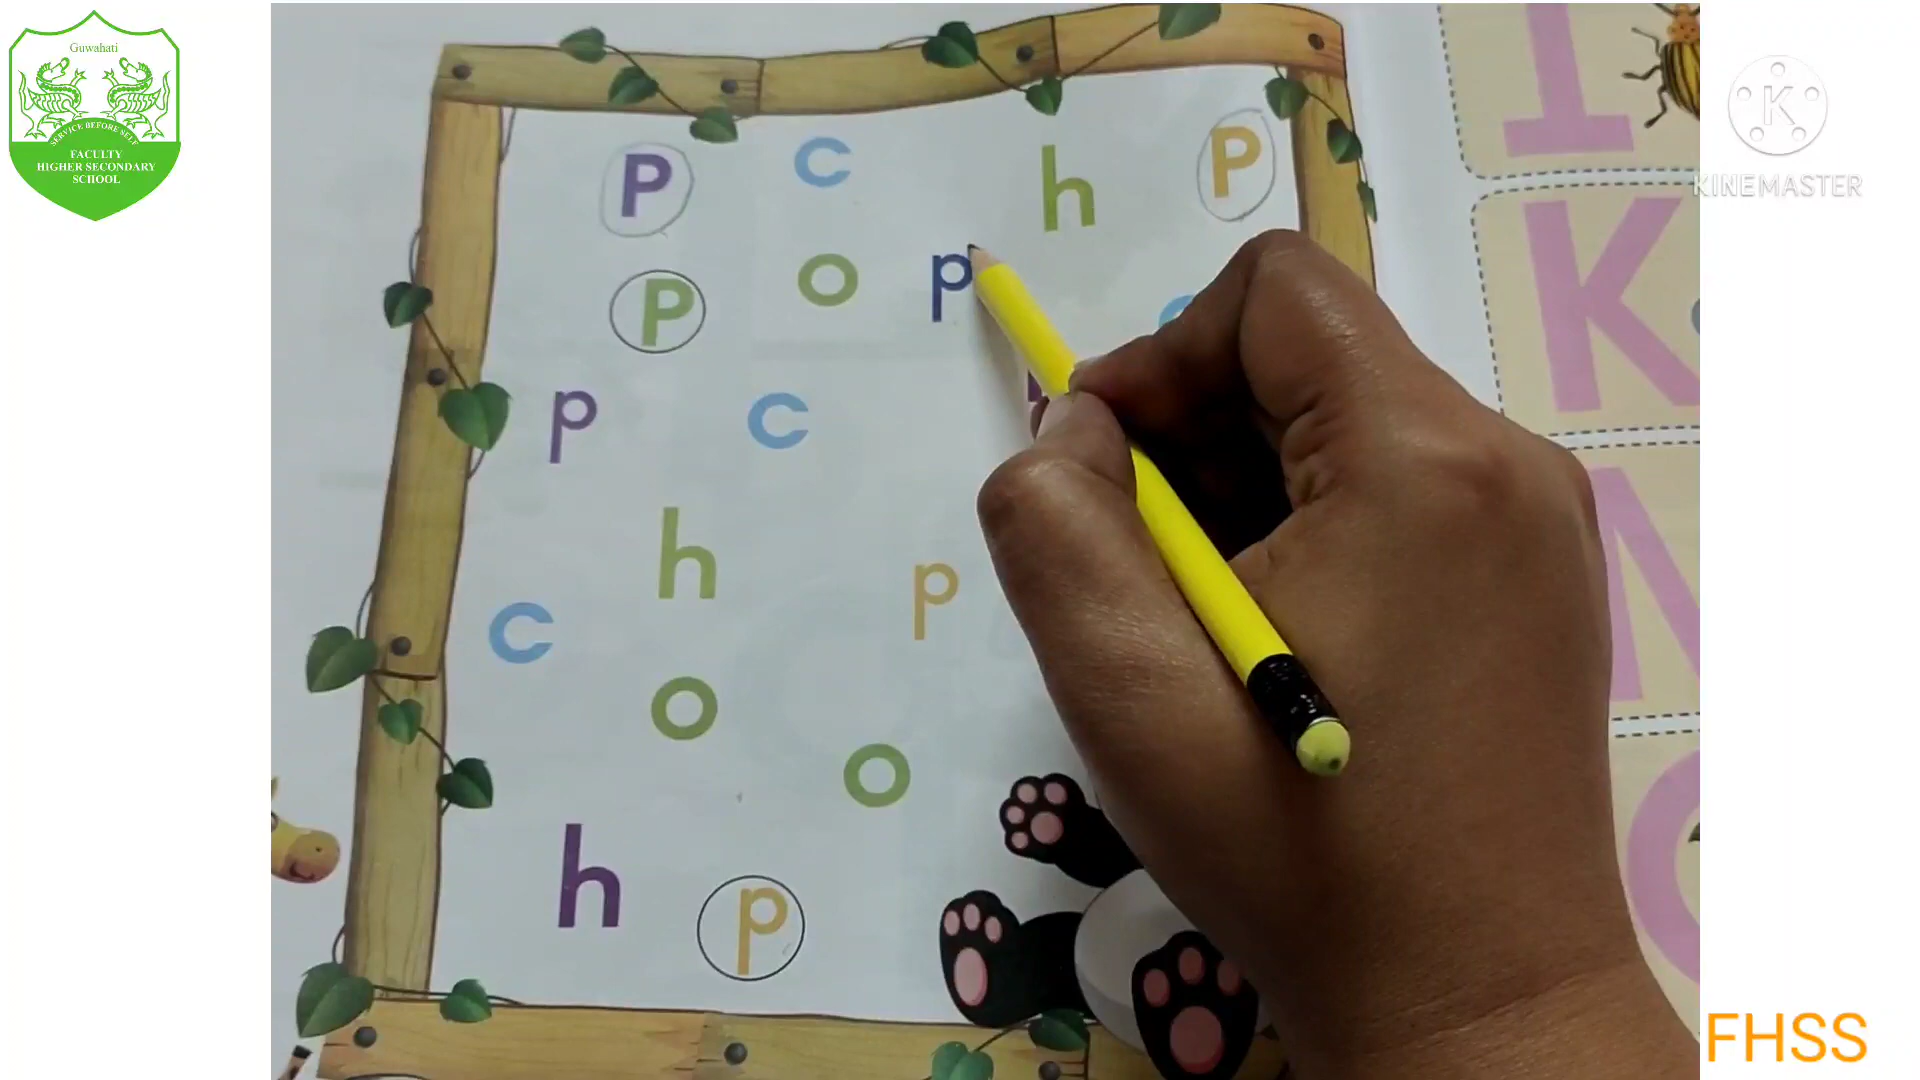 Guwahati
SERVICE BEFORE SELF
FACULTY
HIGHER SECONDARY
SCHOOL
K
KINEMASTER
P c h P
P o p
p c
h p
c
o
o
h p
I
K
FHSS